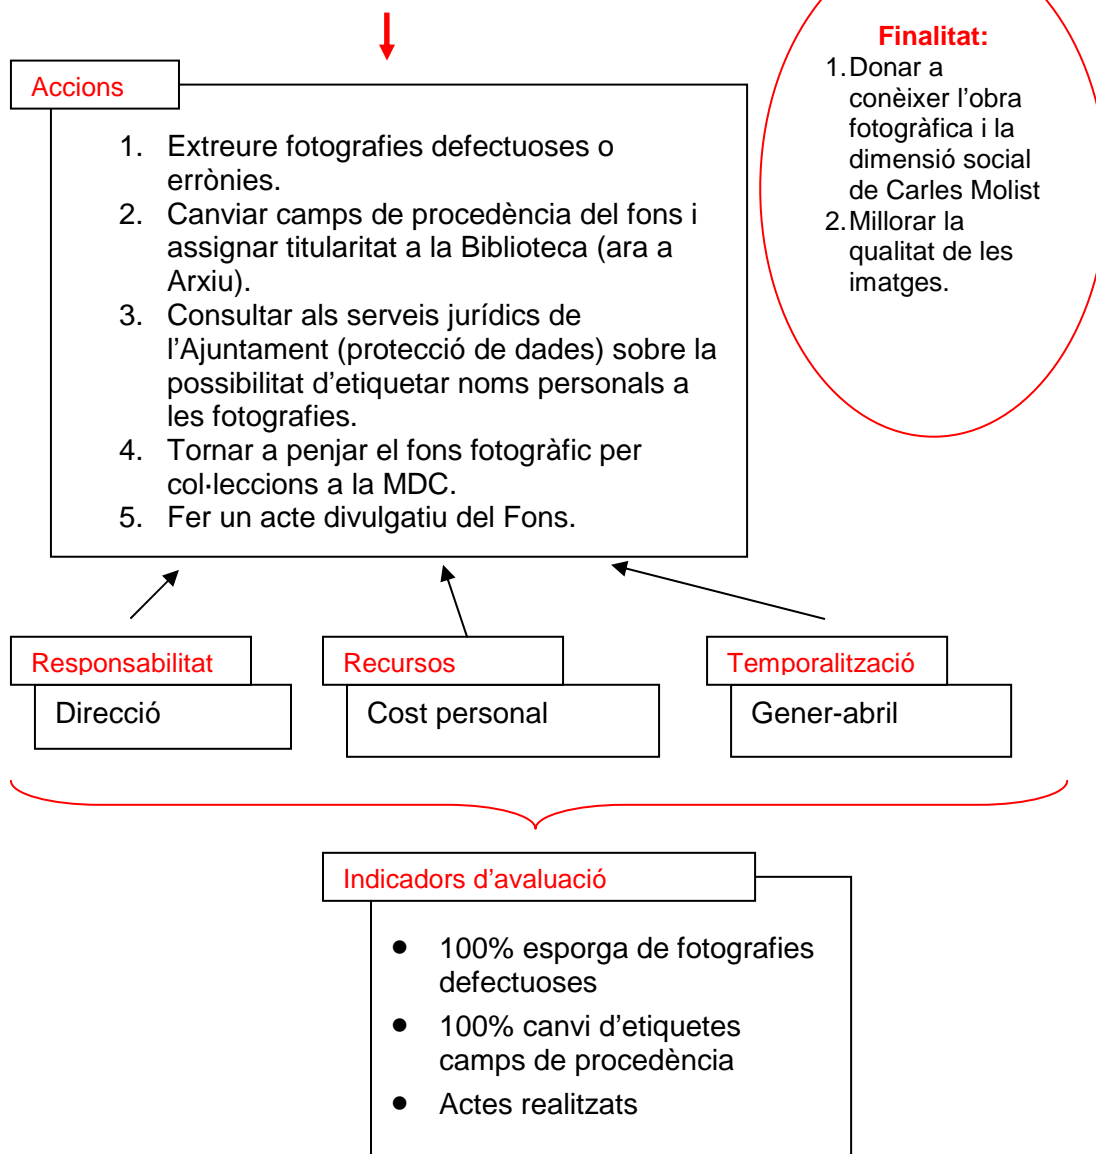 Finalitat:
1. Donar a
conèixer l’obra
fotogràfica i la
dimensió social
de Carles Molist
2. Millorar la
qualitat de les
imatges.
Accions
1. Extreure fotografies defectuoses o
errònies.
2. Canviar camps de procedència del fons i
assignar titularitat a la Biblioteca (ara a
Arxiu).
3. Consultar als serveis jurídics de
l’Ajuntament (protecció de dades) sobre la
possibilitat d’etiquetar noms personals a
les fotografies.
4. Tornar a penjar el fons fotogràfic per
col·leccions a la MDC.
5. Fer un acte divulgatiu del Fons.
Responsabilitat
Direcció
Recursos
Cost personal
Temporalització
Gener-abril
Indicadors d’avaluació
● 100% esporga de fotografies
defectuoses
● 100% canvi d’etiquetes
camps de procedència
● Actes realitzats